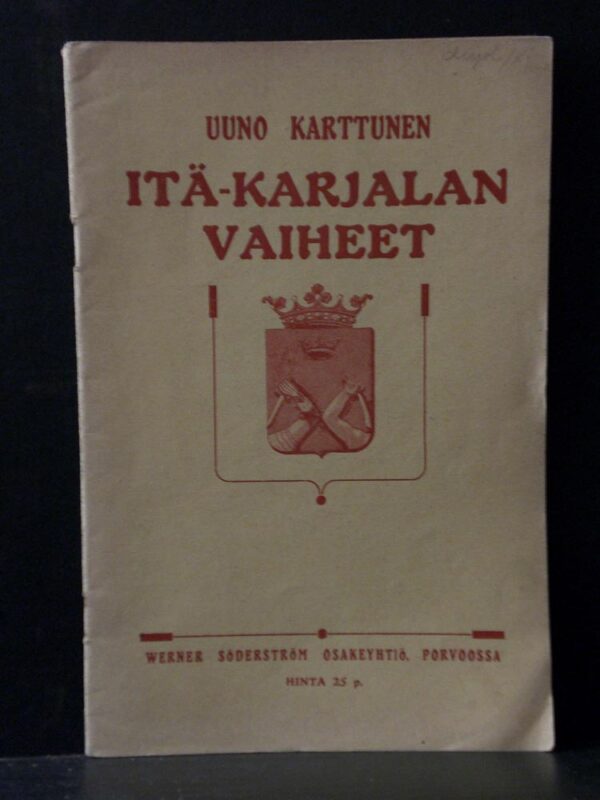 UUNO KARTTUNEN
ITÄ-KARJALAN
VAIHEET
WERNER SÖDERSTRÖM OSAKEYHTIÖ, PORVOOSSA
HINTA 25 p.